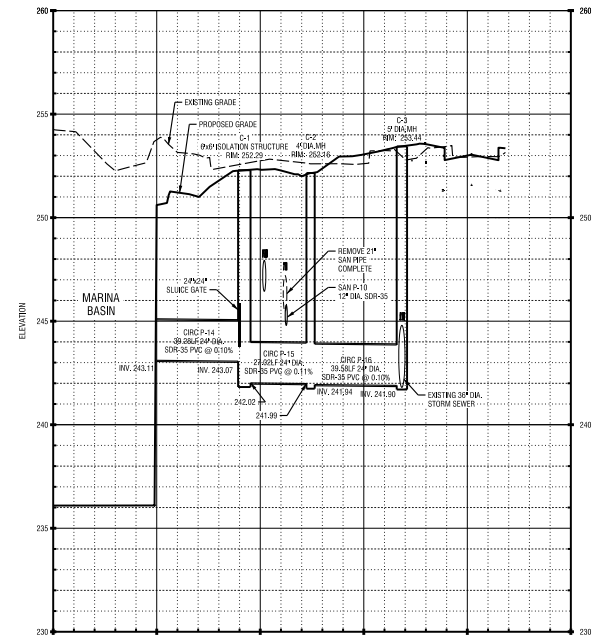 260
260
EXISTING GRADE
PROPOSED GRADE
255
255
C-1
6'x6' ISOLATION STRUCTURE
RIM: 252.29
C-2
4' DIA.MH
RIM: 252.16
C-3
5' DIA.MH
RIM: 253.44
250
250
REMOVE 21"
SAN PIPE
COMPLETE
SAN P-10
12" DIA. SDR-35
24"x24"
SLUICE GATE
MARINA
BASIN
ELEVATION
245
245
CIRC P-14
39.28LF 24" DIA.
SDR-35 PVC @ 0.10%
CIRC P-15
27.02LF 24" DIA.
SDR-35 PVC @ 0.11%
CIRC P-16
39.58LF 24" DIA.
SDR-35 PVC @ 0.10%
INV. 243.11
INV. 243.07
242.02
241.99
INV. 241.94
INV. 241.90
EXISTING 36" DIA.
STORM SEWER
240
240
235
235
230
230